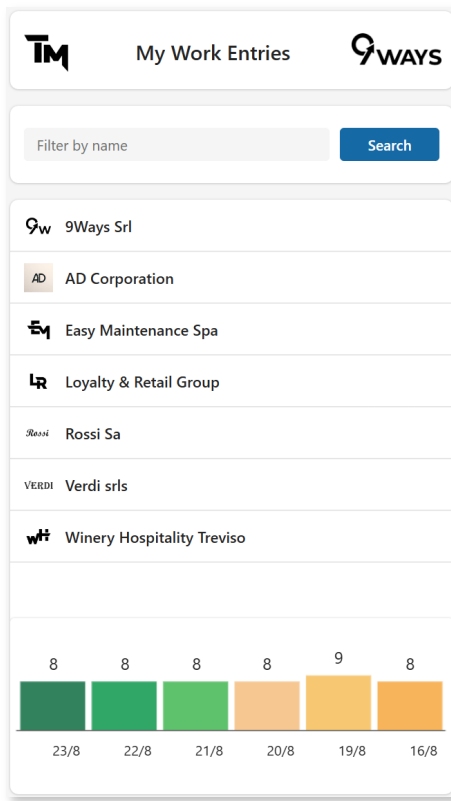 TM
My Work Entries
9WAYS
Filter by name
Search
9W 9Ways Srl
AD AD Corporation
EM Easy Maintenance Spa
LR Loyalty & Retail Group
Rossi Rossi Sa
VERDI Verdi srls
WH Winery Hospitality Treviso
8 8 8 8 9 8
23/8 22/8 21/8 20/8 19/8 16/8